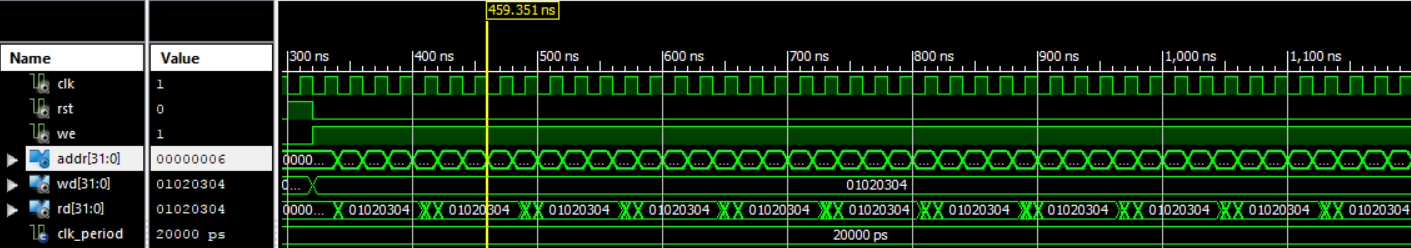 459.351 ns
Name Value 300 ns 400 ns 500 ns 600 ns 700 ns 800 ns 900 ns 1,000 ns 1,100 ns
clk 1
rst 0
we 1
addr[31:0] 00000006 0000... ... ... ... ... ... ... ... ... ... ... ... ... ... ... ... ... ... ... ... ... ... ... ... ... ... ... ... ... ... ... ... ... ... ... ... ... ... ... ... ... ... ... ...
wd[31:0] 01020304 0... 01020304
rd[31:0] 01020304 0000... 01020304 01020304 01020304 01020304 01020304 01020304 01020304 01020304 01020304 01020304 01020304
clk_period 20000 ps 20000 ps